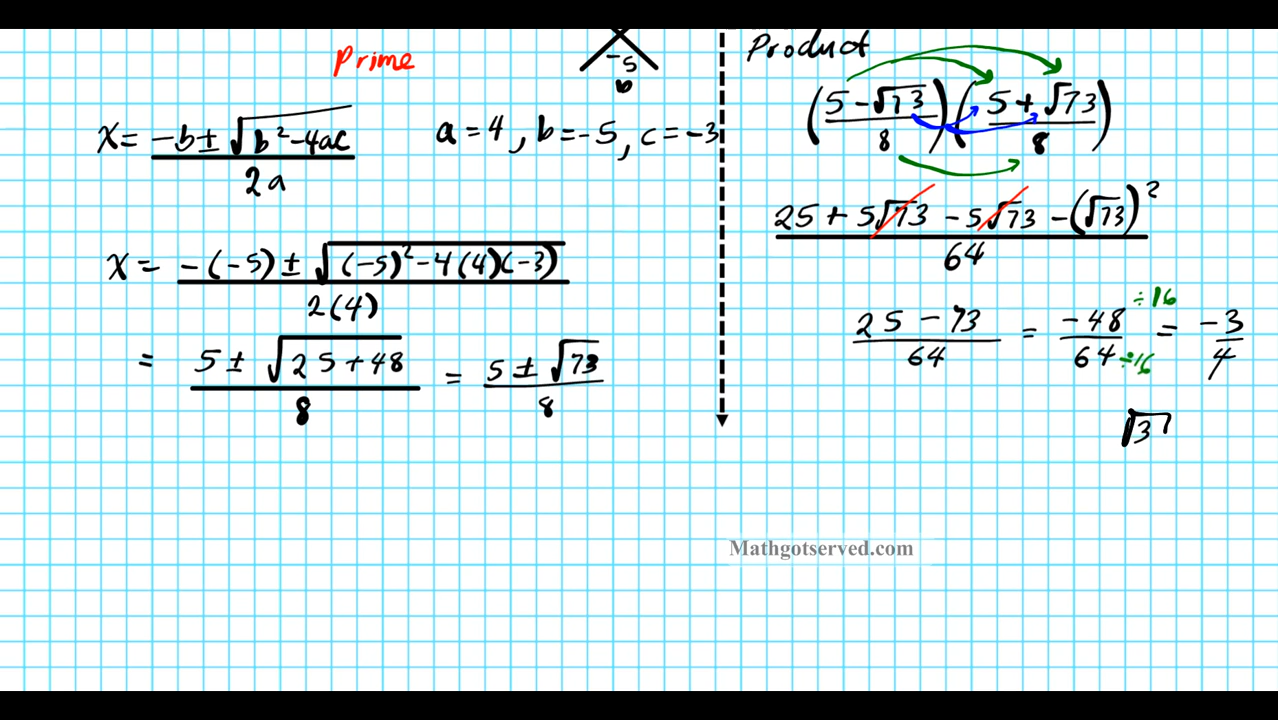 Prime
-5
b
x = (-b ± √(b² - 4ac)) / 2a
a = 4, b = -5, c = -3
x = (-(-5) ± √((-5)² - 4(4)(-3))) / 2(4)
= (5 ± √(25 + 48)) / 8 = (5 ± √73) / 8
Product
((5 - √73) / 8)((5 + √73) / 8)
(25 + 5√73 - 5√73 - (√73)²) / 64
(25 - 73) / 64 = (-48 ÷16) / (64 ÷16) = -3 / 4
√37
Mathgotserved.com